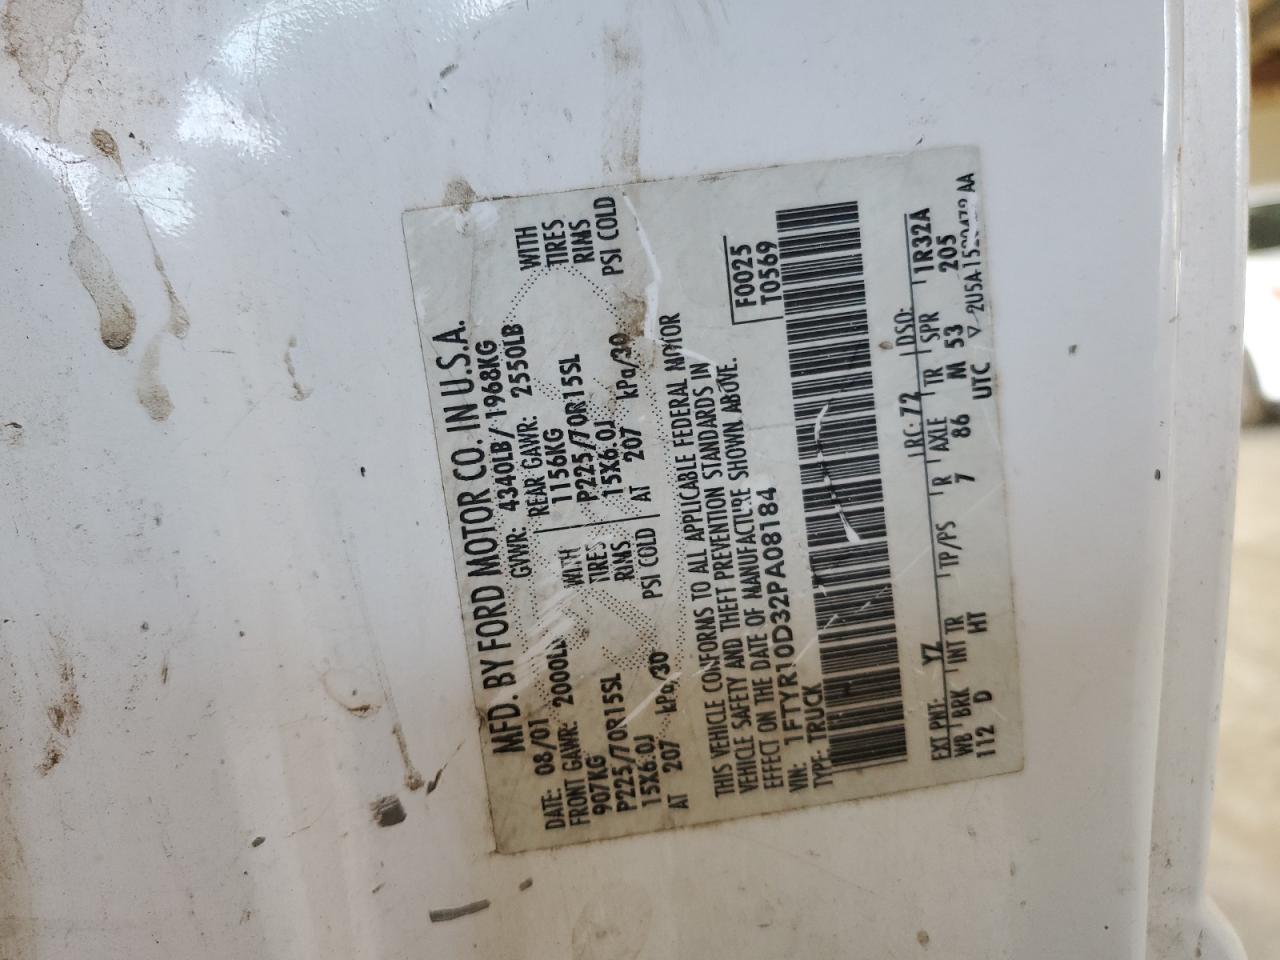 MFD. BY FORD MOTOR CO. IN U.S.A.
DATE: 08/01 GVWR: 4340LB/ 1968KG
FRONT GAWR: 2000LB REAR GAWR: 2550LB
907KG WITH 1156KG WITH
P225/70R15SL TIRES P225/70R15SL TIRES
15X6.0J RIMS 15X6.0J RIMS
AT 207 kPa/30 PSI COLD AT 207 kPa/30 PSI COLD
THIS VEHICLE CONFORMS TO ALL APPLICABLE FEDERAL MOTOR
VEHICLE SAFETY AND THEFT PREVENTION STANDARDS IN
EFFECT ON THE DATE OF MANUFACTURE SHOWN ABOVE.
VIN: 1FTYR10D32PA08184 F0025
TYPE: TRUCK T0569
EXT PNT: YZ RC: 72 DSO:
WB BRK INT TR TP/PS R AXLE TR SPR 1R32A
112 D HT 7 86 M 53 205
UTC